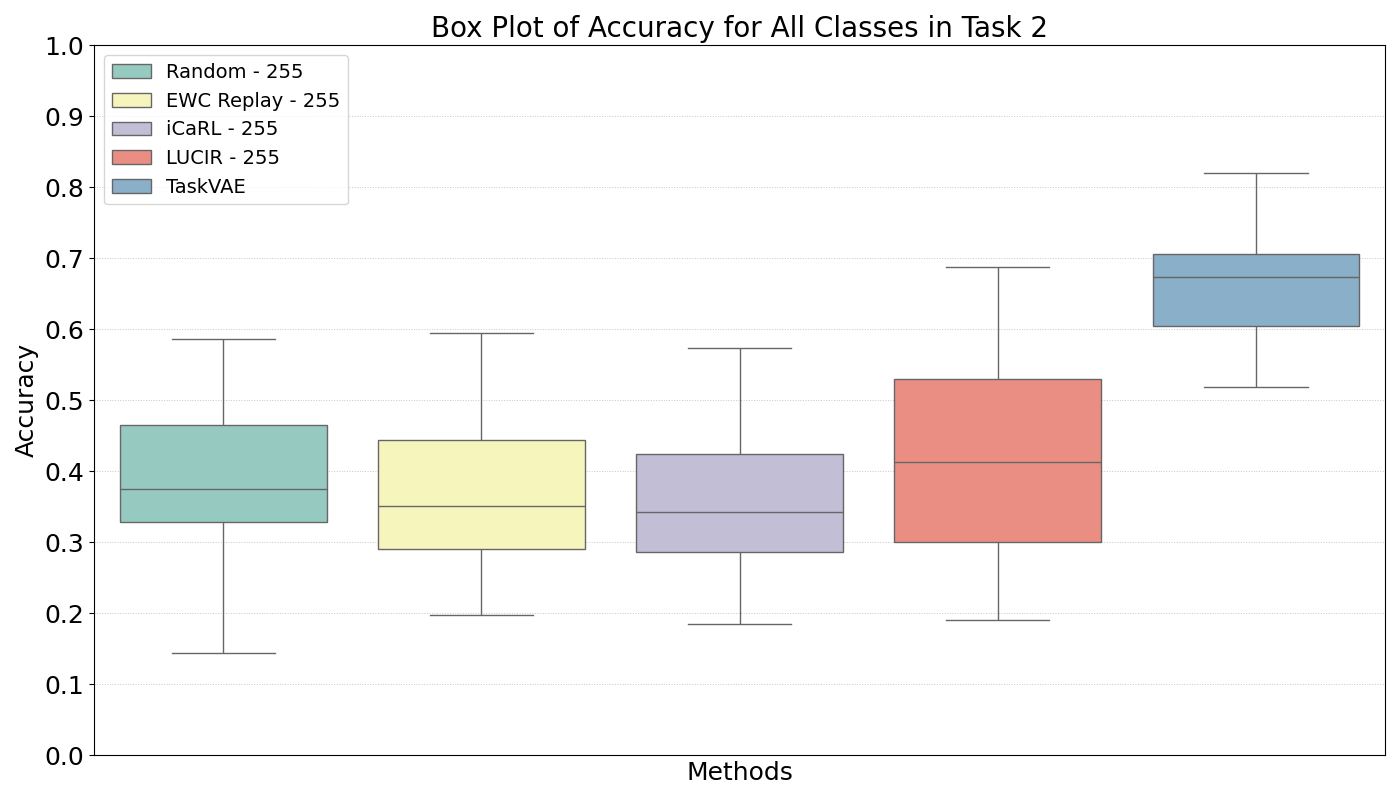 Box Plot of Accuracy for All Classes in Task 2
1.0
0.9
0.8
0.7
0.6
0.5
0.4
0.3
0.2
0.1
0.0
Accuracy
Random - 255
EWC Replay - 255
iCaRL - 255
LUCIR - 255
TaskVAE
Methods